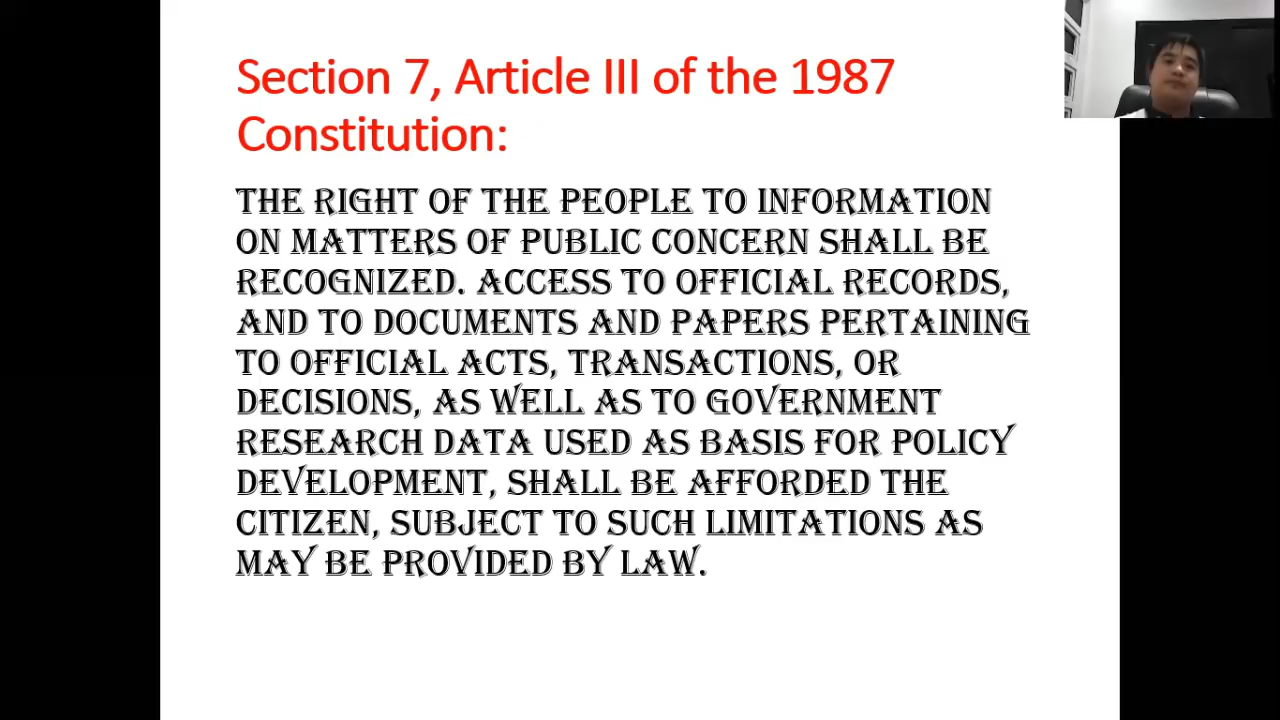 Section 7, Article III of the 1987
Constitution:
THE RIGHT OF THE PEOPLE TO INFORMATION
ON MATTERS OF PUBLIC CONCERN SHALL BE
RECOGNIZED. ACCESS TO OFFICIAL RECORDS,
AND TO DOCUMENTS AND PAPERS PERTAINING
TO OFFICIAL ACTS, TRANSACTIONS, OR
DECISIONS, AS WELL AS TO GOVERNMENT
RESEARCH DATA USED AS BASIS FOR POLICY
DEVELOPMENT, SHALL BE AFFORDED THE
CITIZEN, SUBJECT TO SUCH LIMITATIONS AS
MAY BE PROVIDED BY LAW.